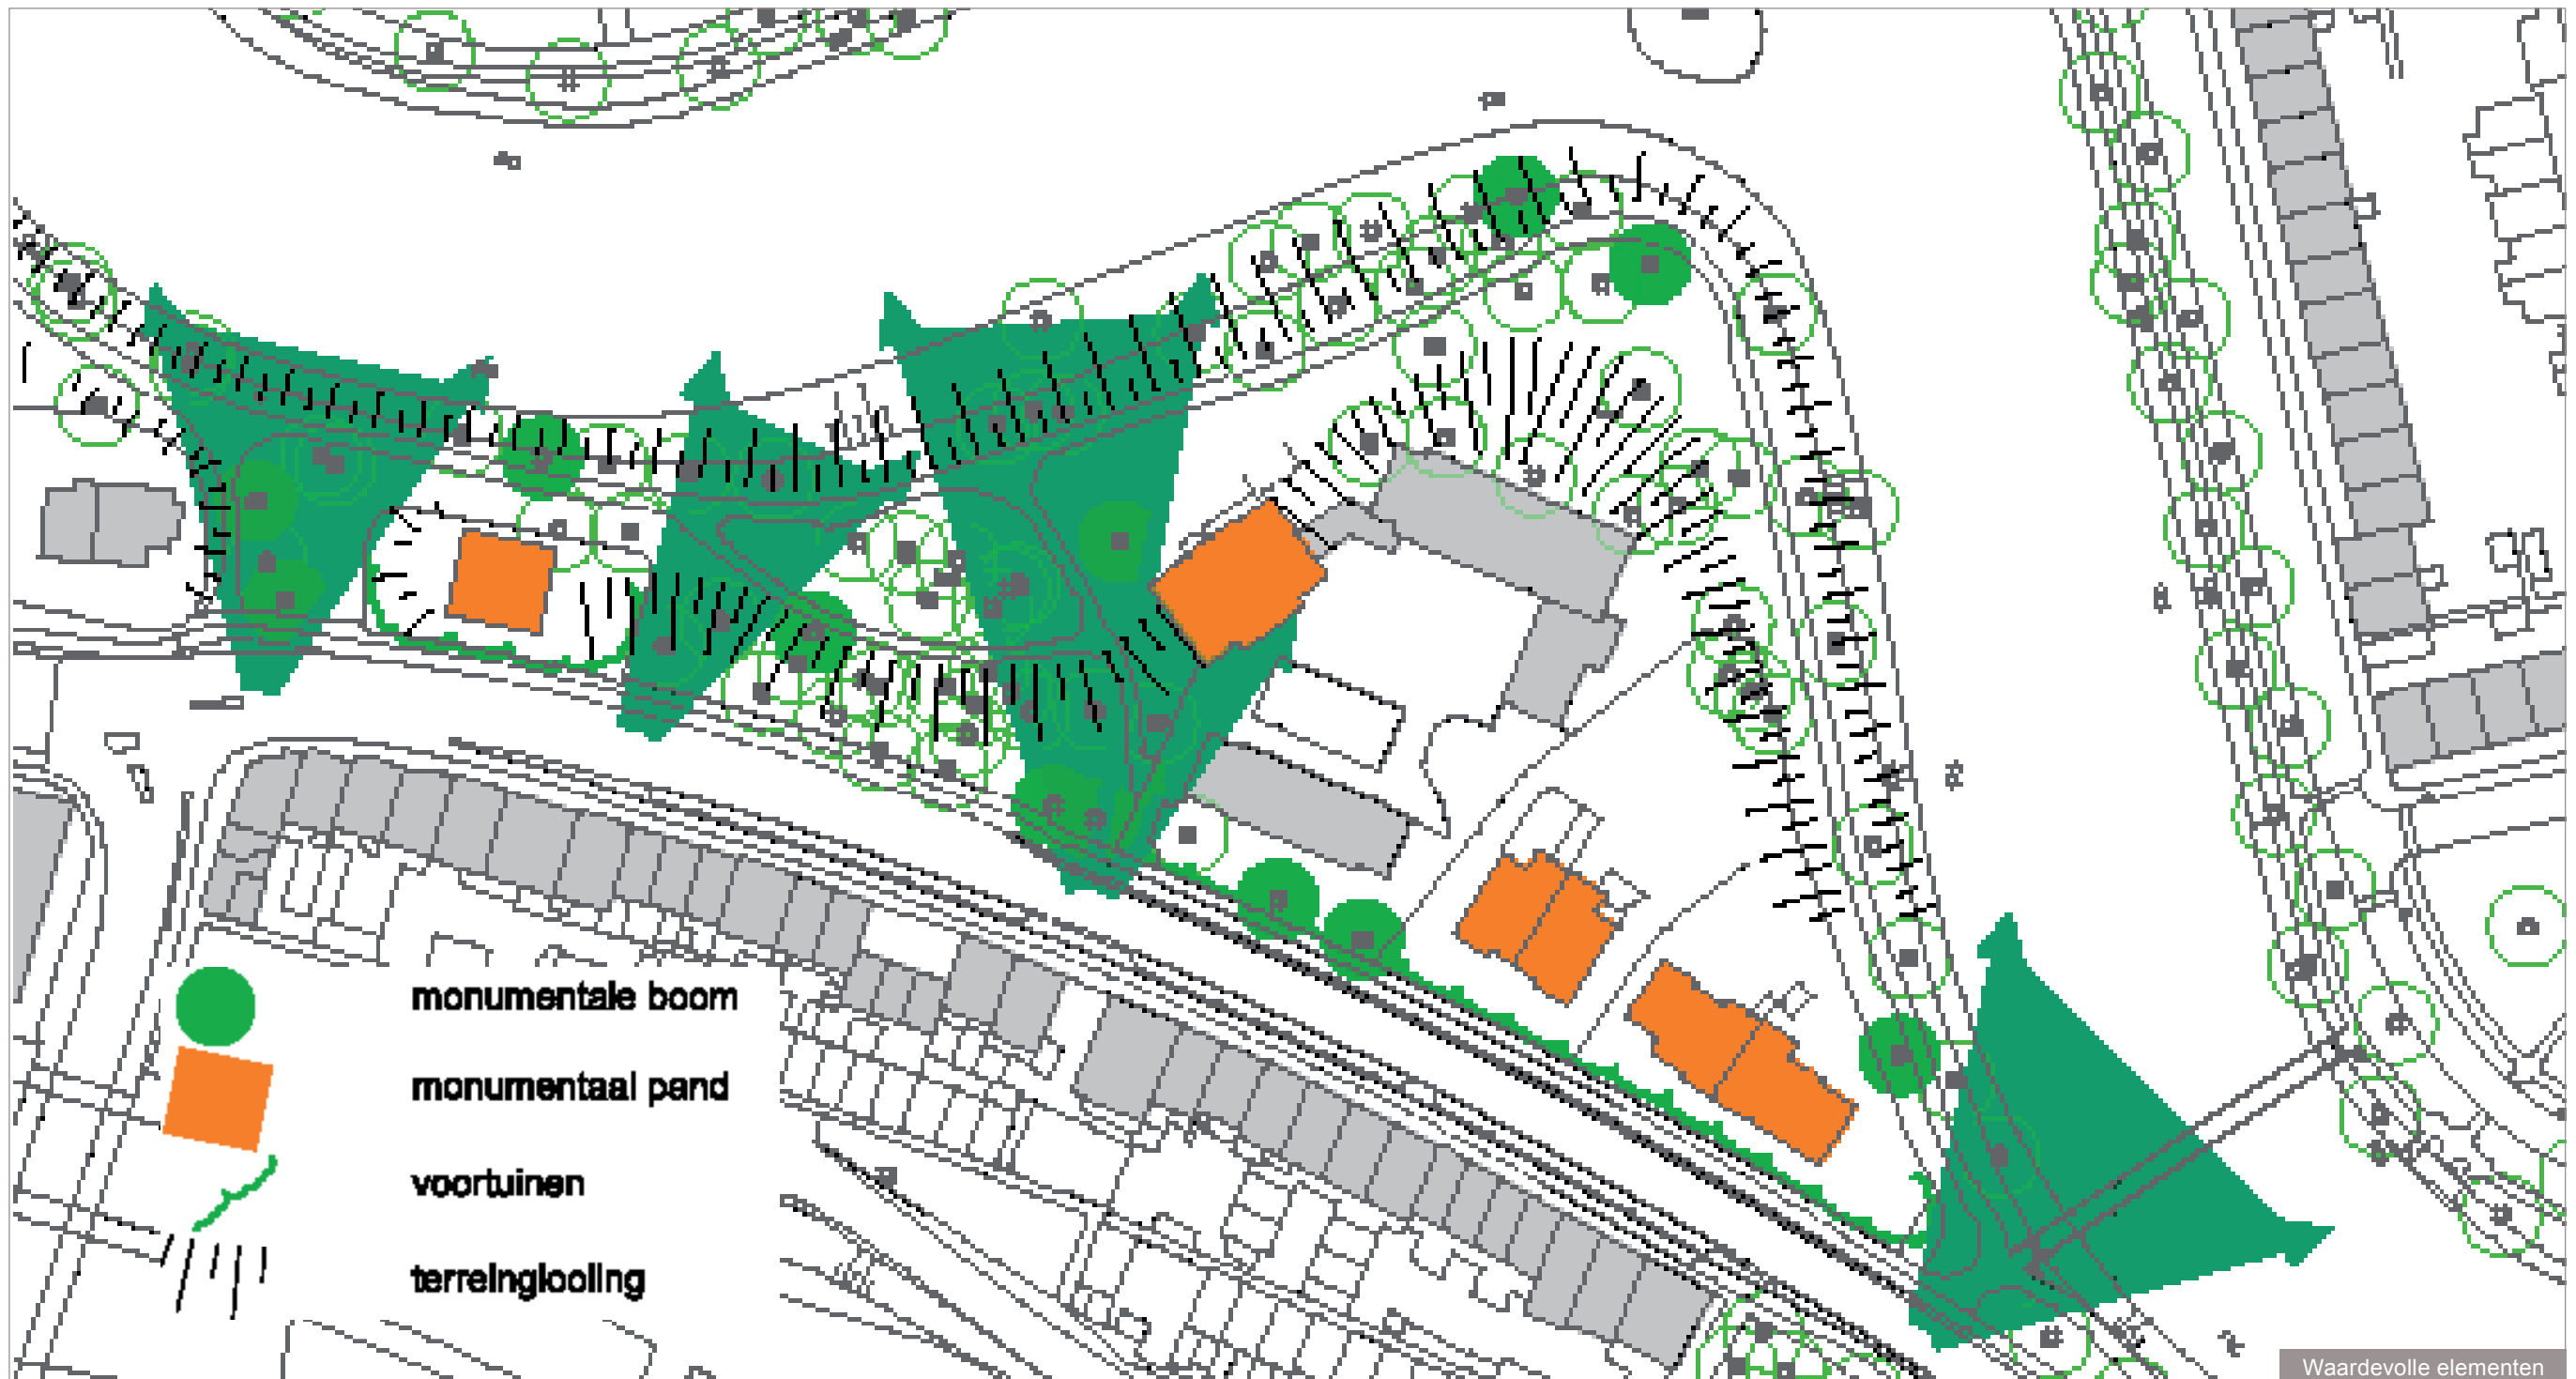 monumentale boom
monumentaal pand
voortuinen
terreinglooiing
Waardevolle elementen